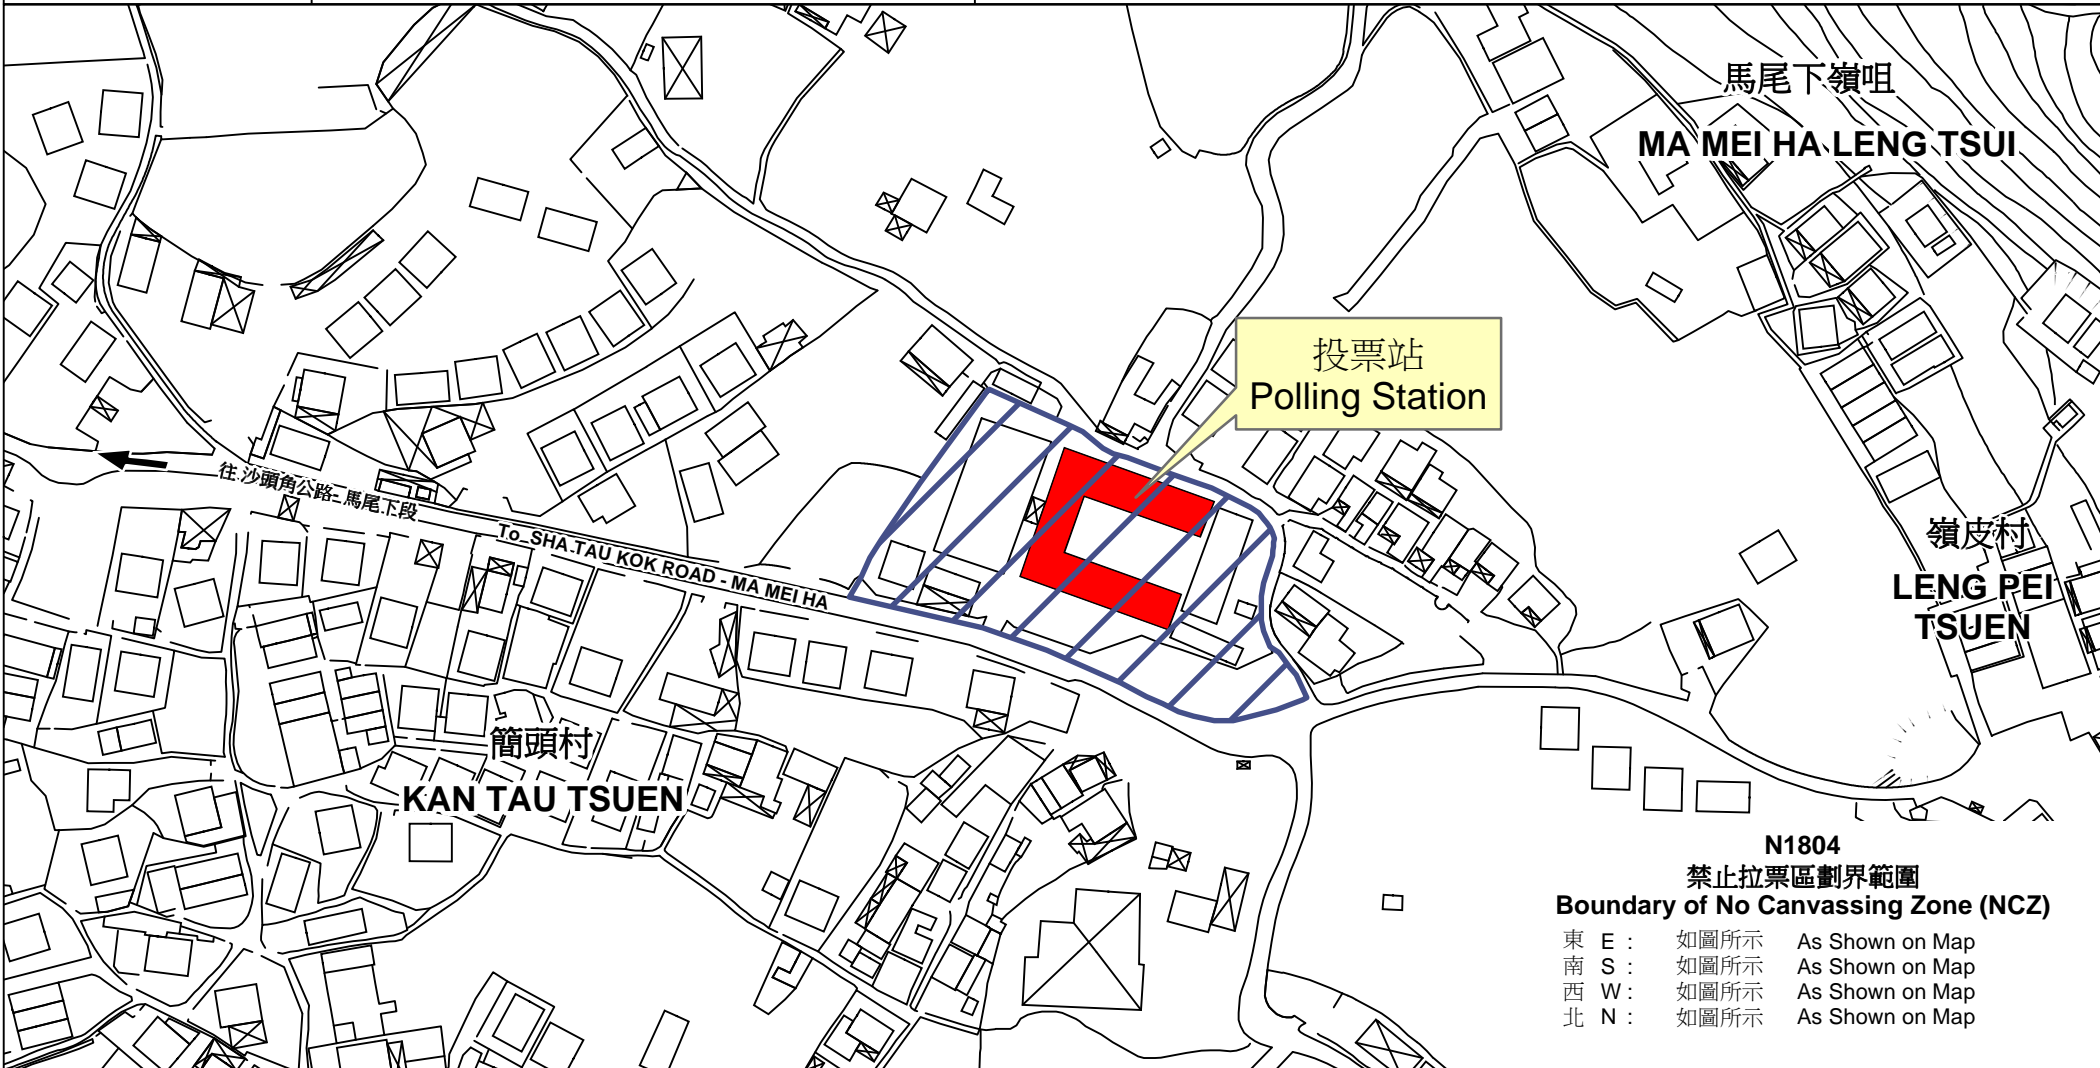 馬尾下嶺咀
MA MEI HA LENG TSUI
投票站
Polling Station
往 沙頭角公路- 馬尾下段
To SHA TAU KOK ROAD - MA MEI HA
嶺皮村
LENG PEI
TSUEN
簡頭村
KAN TAU TSUEN
N1804
禁止拉票區劃界範圍
Boundary of No Canvassing Zone (NCZ)
東 E : 如圖所示 As Shown on Map
南 S : 如圖所示 As Shown on Map
西 W : 如圖所示 As Shown on Map
北 N : 如圖所示 As Shown on Map